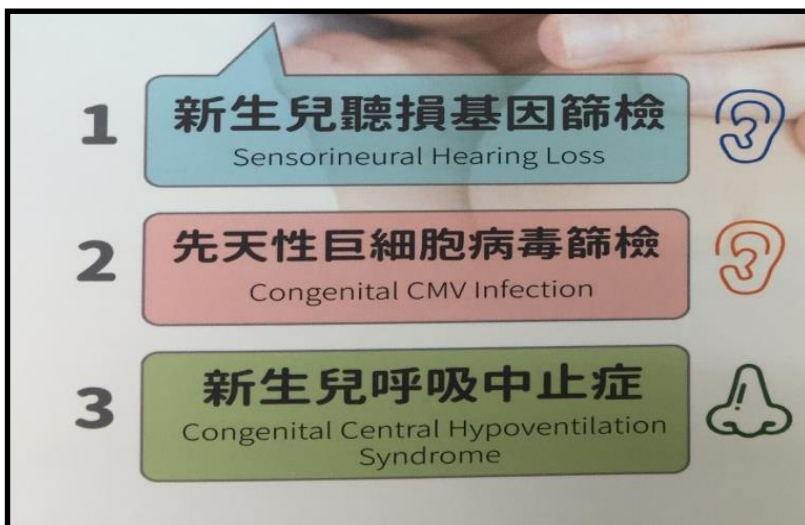 1
新生兒聽損基因篩檢
Sensorineural Hearing Loss
2
先天性巨細胞病毒篩檢
Congenital CMV Infection
3
新生兒呼吸中止症
Congenital Central Hypoventilation
Syndrome